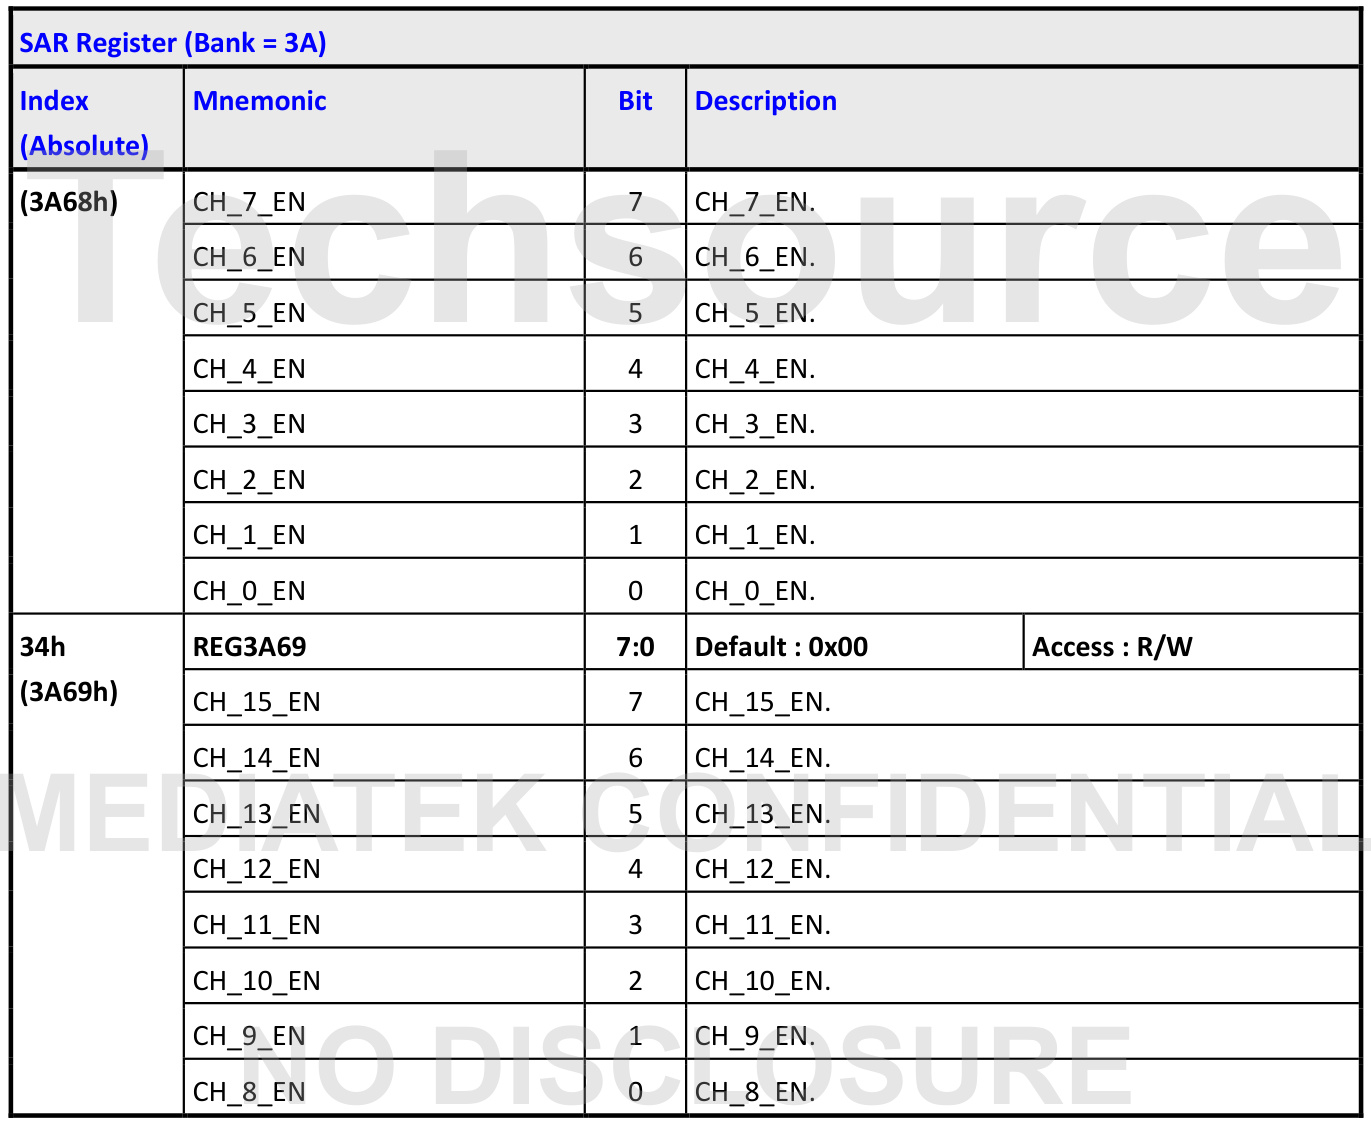 SAR Register (Bank = 3A)
Index (Absolute) Mnemonic Bit Description
(3A68h) CH_7_EN 7 CH_7_EN.
CH_6_EN 6 CH_6_EN.
CH_5_EN 5 CH_5_EN.
CH_4_EN 4 CH_4_EN.
CH_3_EN 3 CH_3_EN.
CH_2_EN 2 CH_2_EN.
CH_1_EN 1 CH_1_EN.
CH_0_EN 0 CH_0_EN.
34h (3A69h) REG3A69 7:0 Default : 0x00 Access : R/W
CH_15_EN 7 CH_15_EN.
CH_14_EN 6 CH_14_EN.
CH_13_EN 5 CH_13_EN.
CH_12_EN 4 CH_12_EN.
CH_11_EN 3 CH_11_EN.
CH_10_EN 2 CH_10_EN.
CH_9_EN 1 CH_9_EN.
CH_8_EN 0 CH_8_EN.
Techsource
MEDIATEK CONFIDENTIAL
NO DISCLOSURE